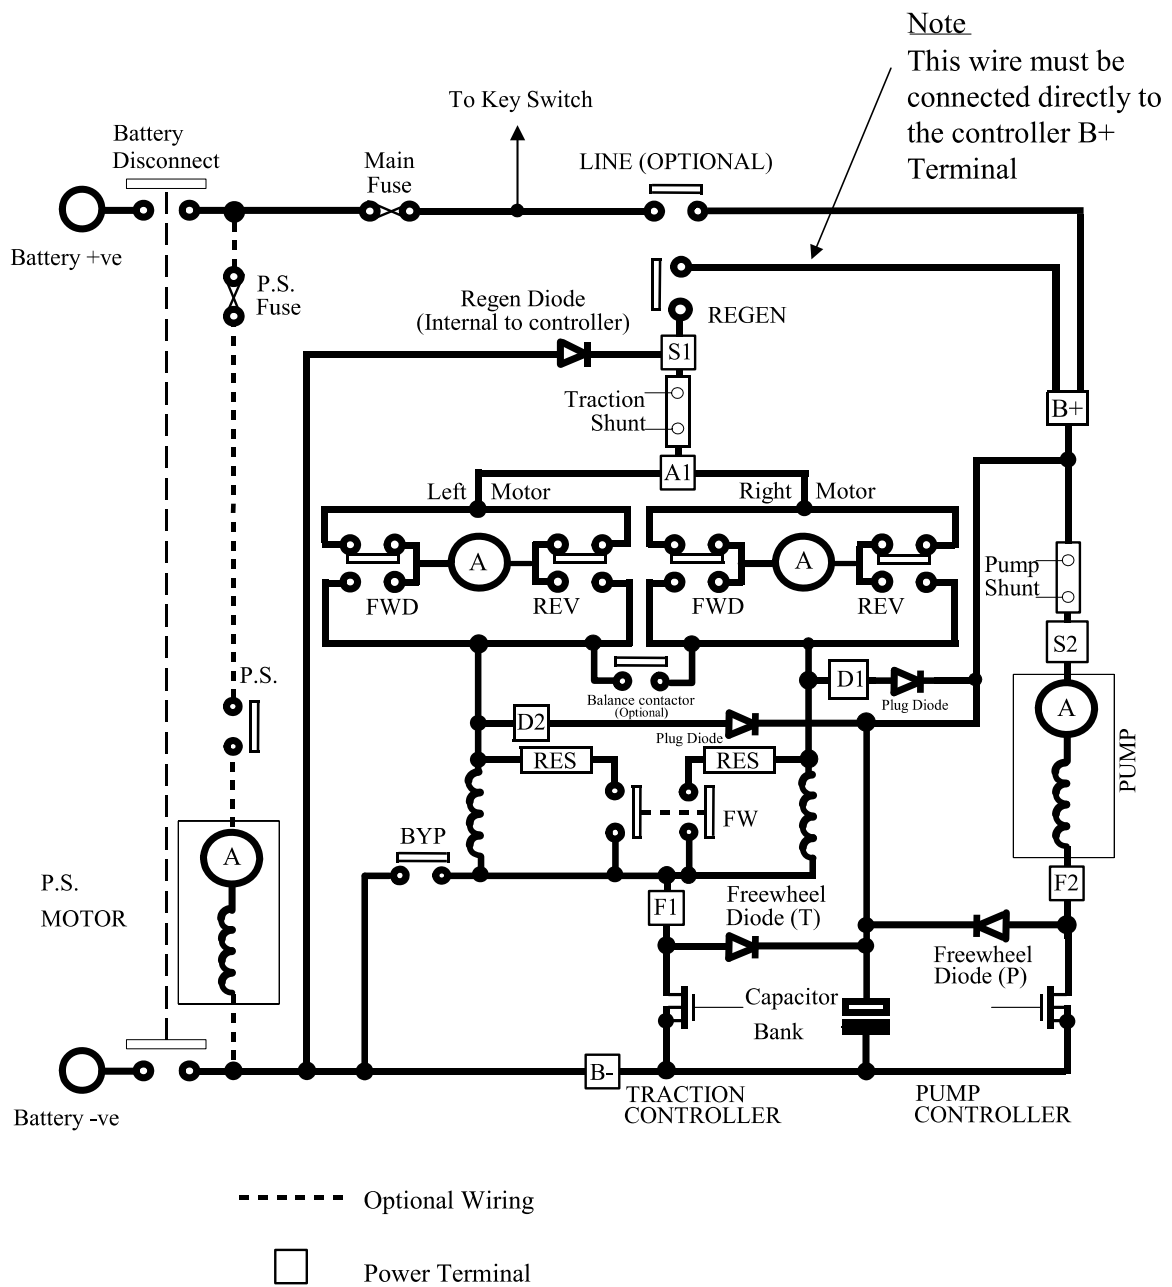 Note
This wire must be
connected directly to
the controller B+
Terminal
To Key Switch
Battery
Disconnect
Main
Fuse
LINE (OPTIONAL)
Battery +ve
P.S.
Fuse
Regen Diode
(Internal to controller)
REGEN
S1
Traction
Shunt
B+
A1
Left Motor
Right Motor
A
A
FWD
REV
FWD
REV
Pump
Shunt
S2
P.S.
Balance contactor
(Optional)
D1
Plug Diode
A
D2
Plug Diode
PUMP
RES
RES
FW
BYP
A
P.S.
MOTOR
F1
Freewheel
Diode (T)
F2
Freewheel
Diode (P)
Capacitor
Bank
B-
TRACTION
CONTROLLER
PUMP
CONTROLLER
Battery -ve
Optional Wiring
Power Terminal